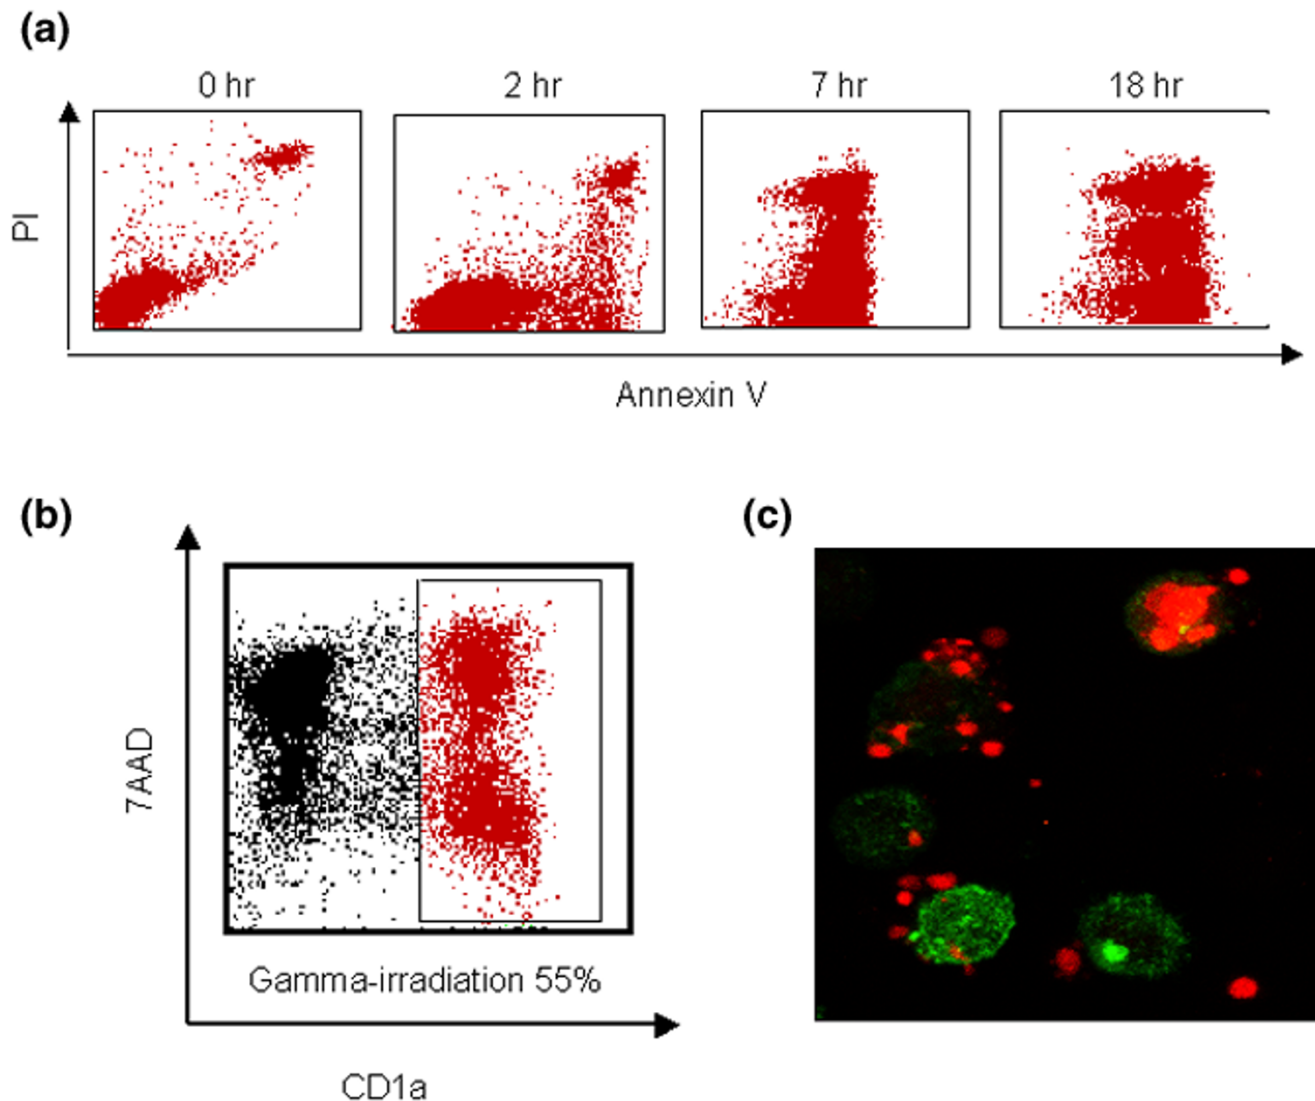 (a)
0 hr
2 hr
7 hr
18 hr
PI
Annexin V
(b)
(c)
7AAD
Gamma-irradiation 55%
CD1a